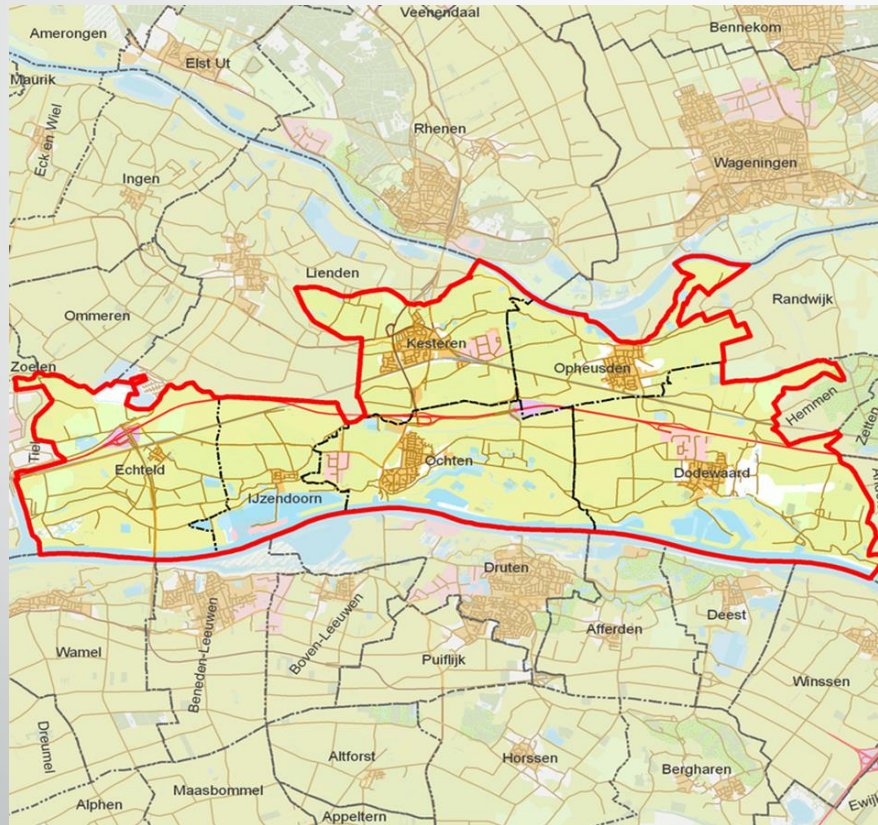 Veenendaal
Bennekom
Amerongen
Elst Ut
Maurik
Rhenen
Eck en Wiel
Wageningen
Ingen
Lienden
Randwijk
Ommeren
Kesteren
Zoelen
Opheusden
Hemmen
Zetten
Tiel
Echteld
Ochten
Dodewaard
IJzendoorn
Druten
Deest
Afferden
Wamel
Beneden-Leeuwen
Boven-Leeuwen
Puiflijk
Winssen
Dreumel
Altforst
Horssen
Bergharen
Maasbommel
Alphen
Appeltern
Ewij